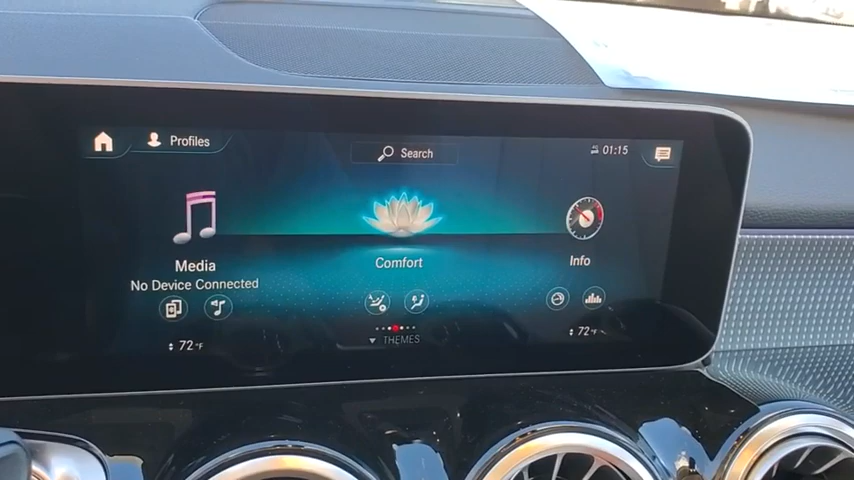 Profiles
Search
01:15
Media
No Device Connected
Comfort
Info
72°F
THEMES
72°F